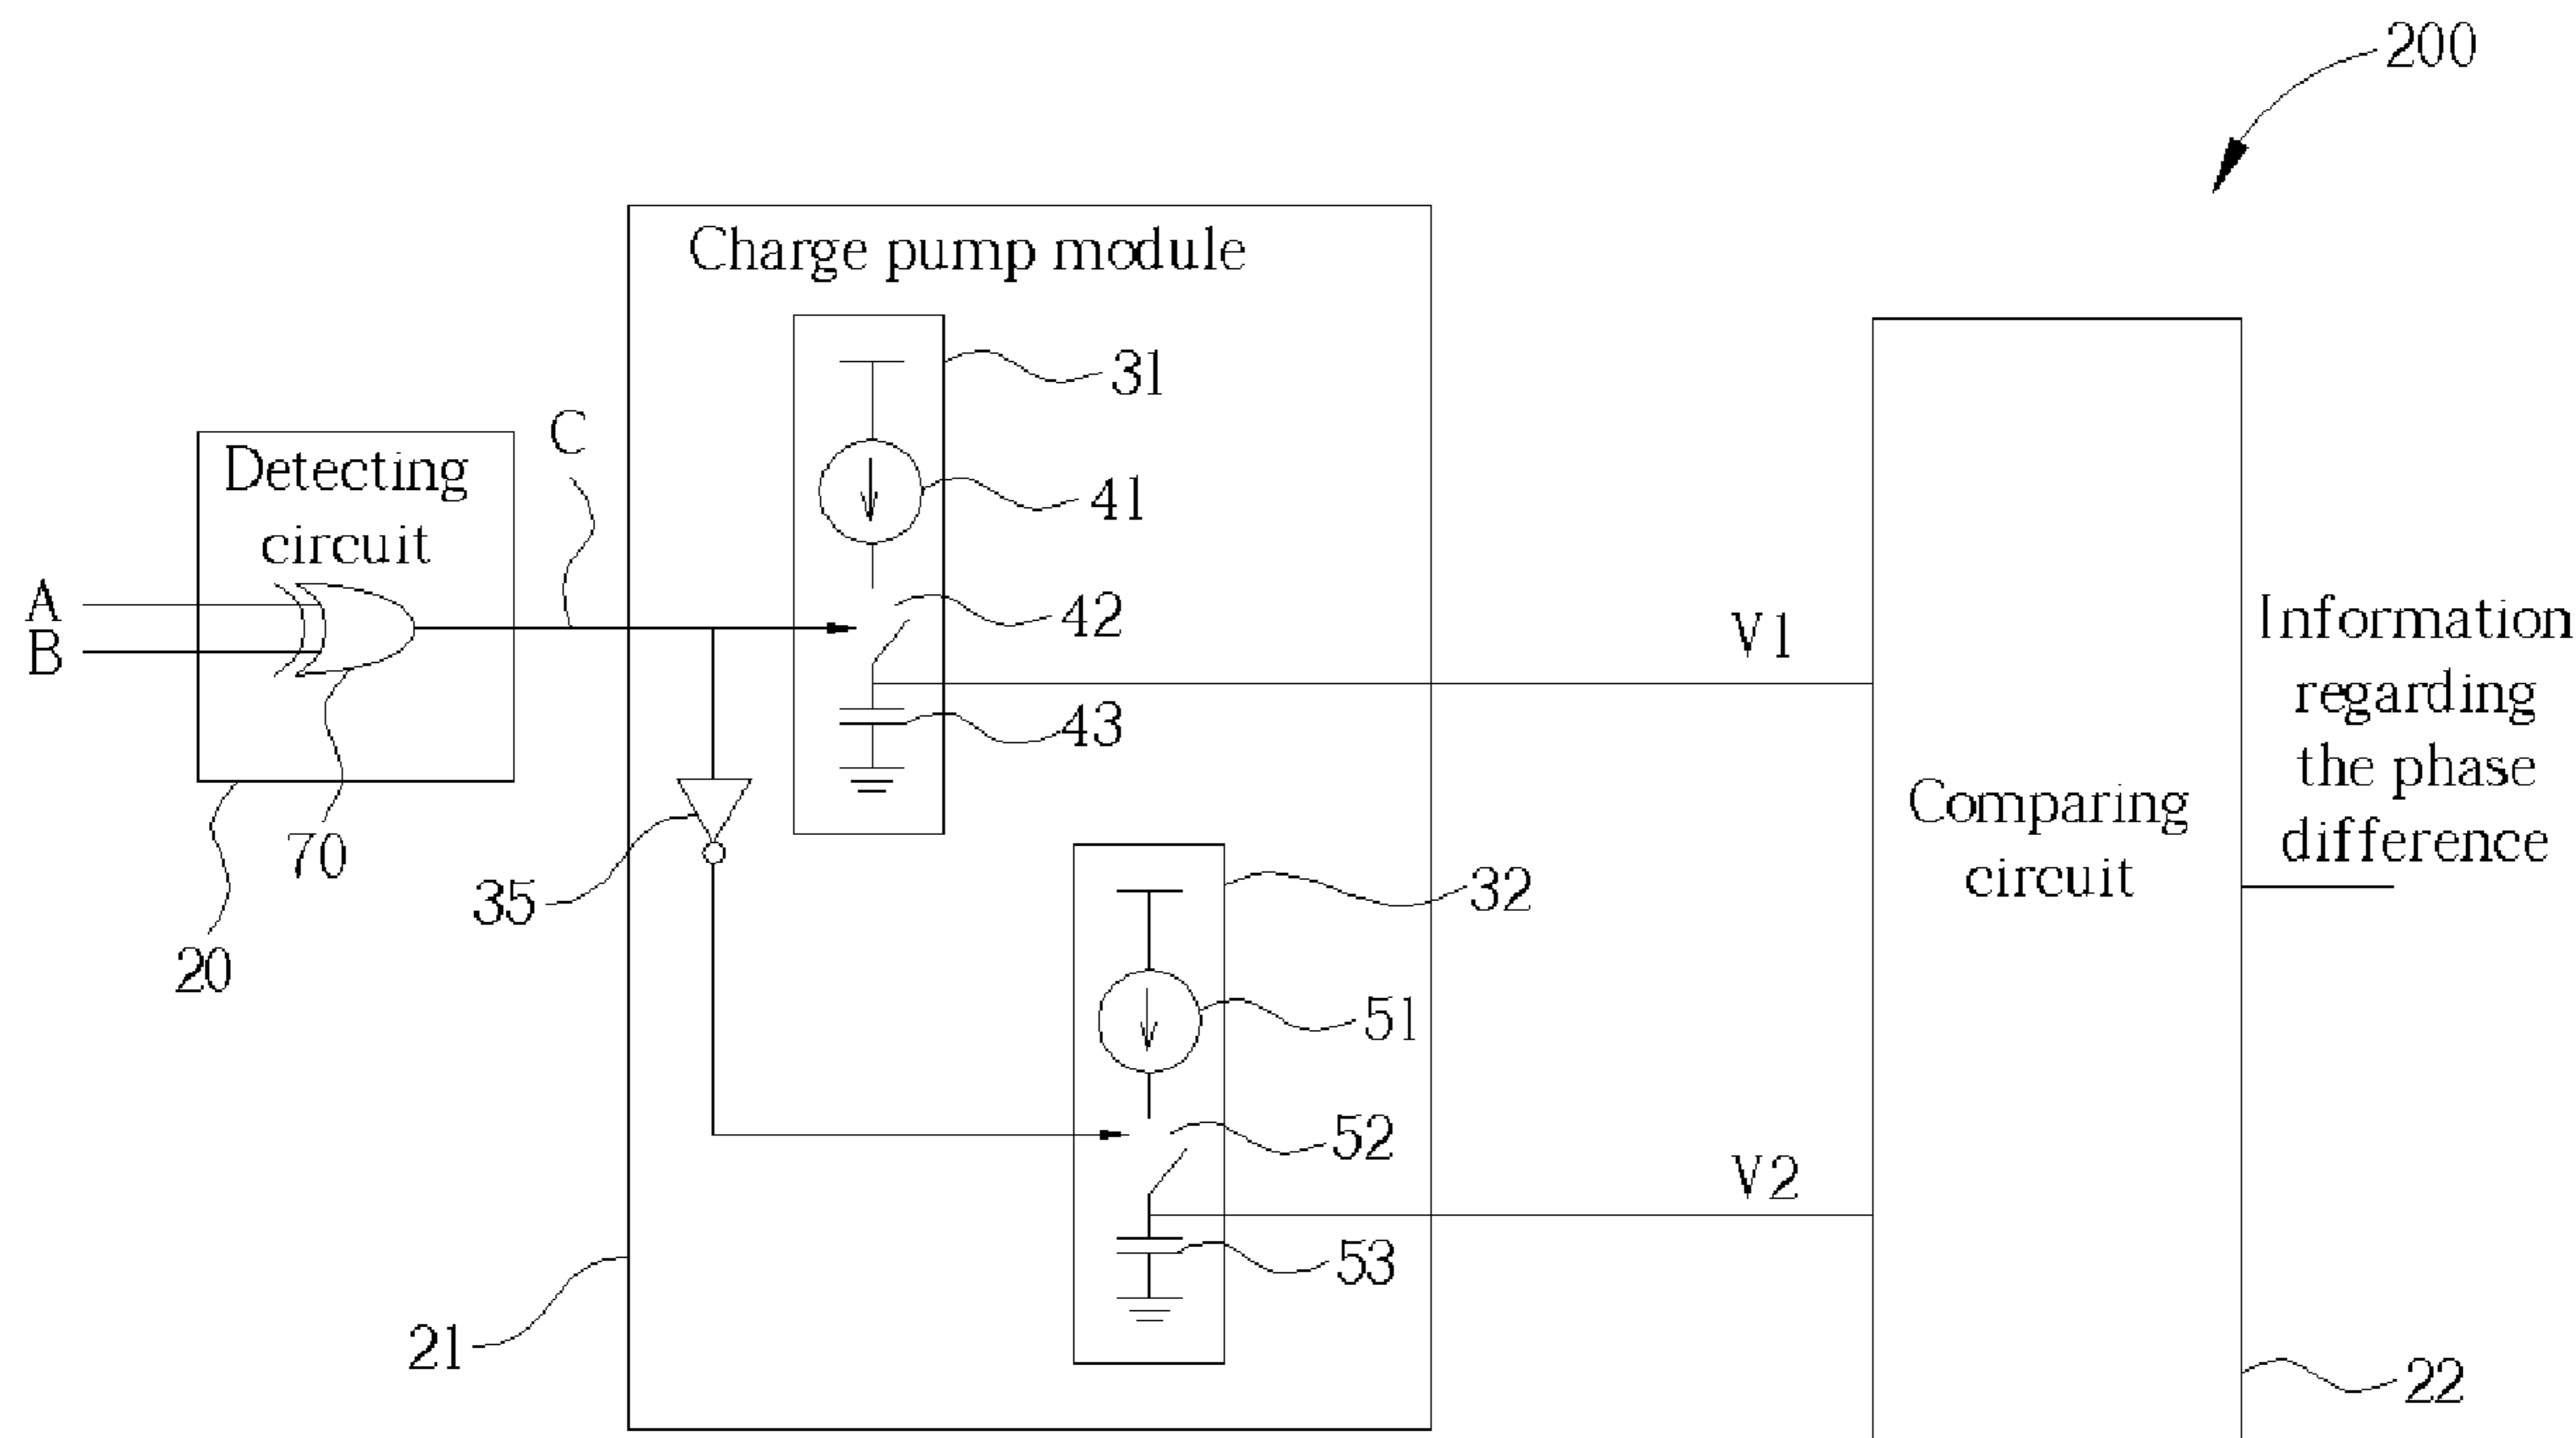 200
Charge pump module
31
C
Detecting
circuit
41
A
42
V1
Information
B
regarding
43
the phase
Comparing
difference
70
35
circuit
32
20
51
52
V2
53
21
22